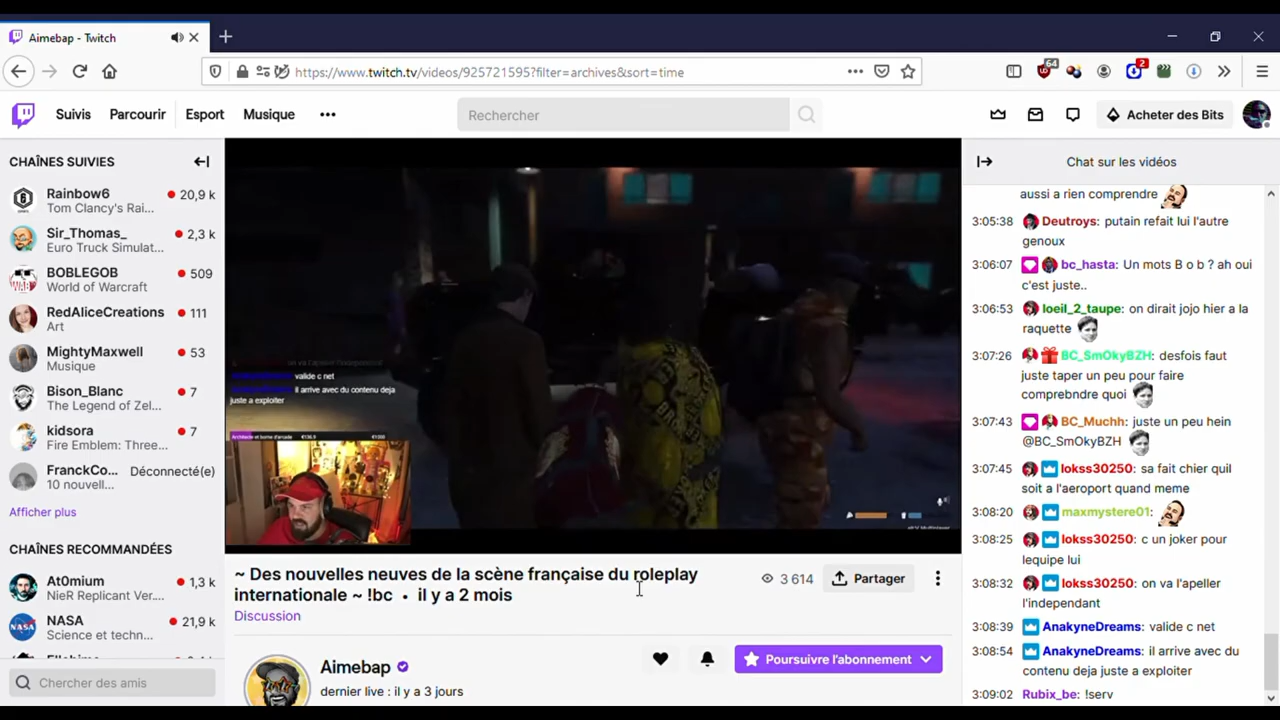 Aimebap - Twitch
https://www.twitch.tv/videos/925721595?filter=archives&sort=time
64
2
Suivis
Parcourir
Esport
Musique
Rechercher
Acheter des Bits
CHAÎNES SUIVIES
Rainbow6
20,9 k
Tom Clancy's Rai...
Sir_Thomas_
2,3 k
Euro Truck Simulat...
BOBLEGOB
509
World of Warcraft
RedAliceCreations
111
Art
MightyMaxwell
53
Musique
Bison_Blanc
7
The Legend of Zel...
kidsora
7
Fire Emblem: Three...
FranckCo...
Déconnecté(e)
10 nouvell...
Afficher plus
CHAÎNES RECOMMANDÉES
At0mium
1,3 k
NieR Replicant Ver...
NASA
21,9 k
Science et techn...
Chercher des amis
valide c net
il arrive avec du contenu deja
juste a exploiter
~ Des nouvelles neuves de la scène française du roleplay
internationale ~ !bc • il y a 2 mois
Discussion
3 614
Partager
Aimebap
dernier live : il y a 3 jours
Poursuivre l'abonnement
Chat sur les vidéos
aussi a rien comprendre
3:05:38 Deutroys: putain refait lui l'autre
genoux
3:06:07 bc_hasta: Un mots B o b ? ah oui
c'est juste..
3:06:53 loeil_2_taupe: on dirait jojo hier a la
raquette
3:07:26 BC_SmOkyBZH: desfois faut
juste taper un peu pour faire
comprebndre quoi
3:07:43 BC_Muchh: juste un peu hein
@BC_SmOkyBZH
3:07:45 lokss30250: sa fait chier quil
soit a l'aeroport quand meme
3:08:20 maxmystere01:
3:08:25 lokss30250: c un joker pour
lequipe lui
3:08:32 lokss30250: on va l'apeller
l'independant
3:08:39 AnakyneDreams: valide c net
3:08:54 AnakyneDreams: il arrive avec du
contenu deja juste a exploiter
3:09:02 Rubix_be: !serv